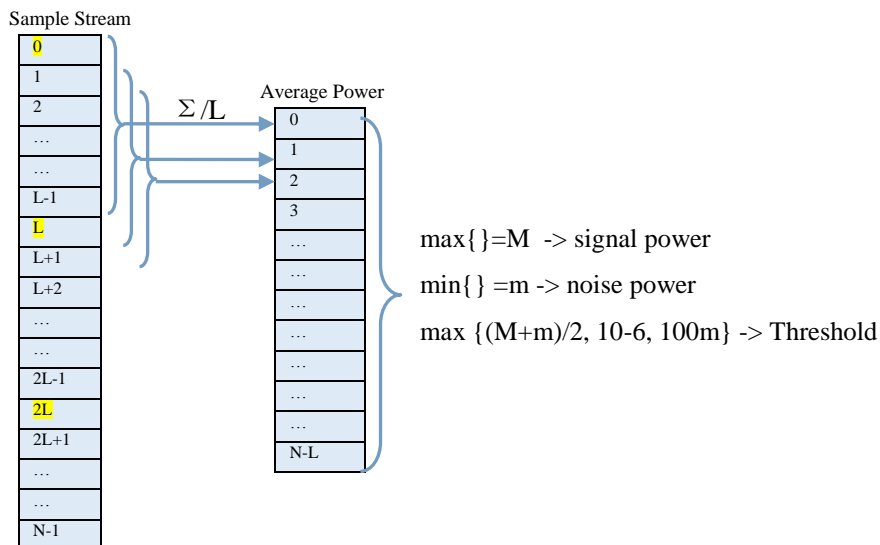 Sample Stream
0
1
2
…
…
L-1
L
L+1
L+2
…
…
2L-1
2L
2L+1
…
…
N-1
Σ/L
Average Power
0
1
2
3
…
…
…
…
…
…
…
N-L
max{}=M -> signal power
min{} =m -> noise power
max {(M+m)/2, 10-6, 100m} -> Threshold